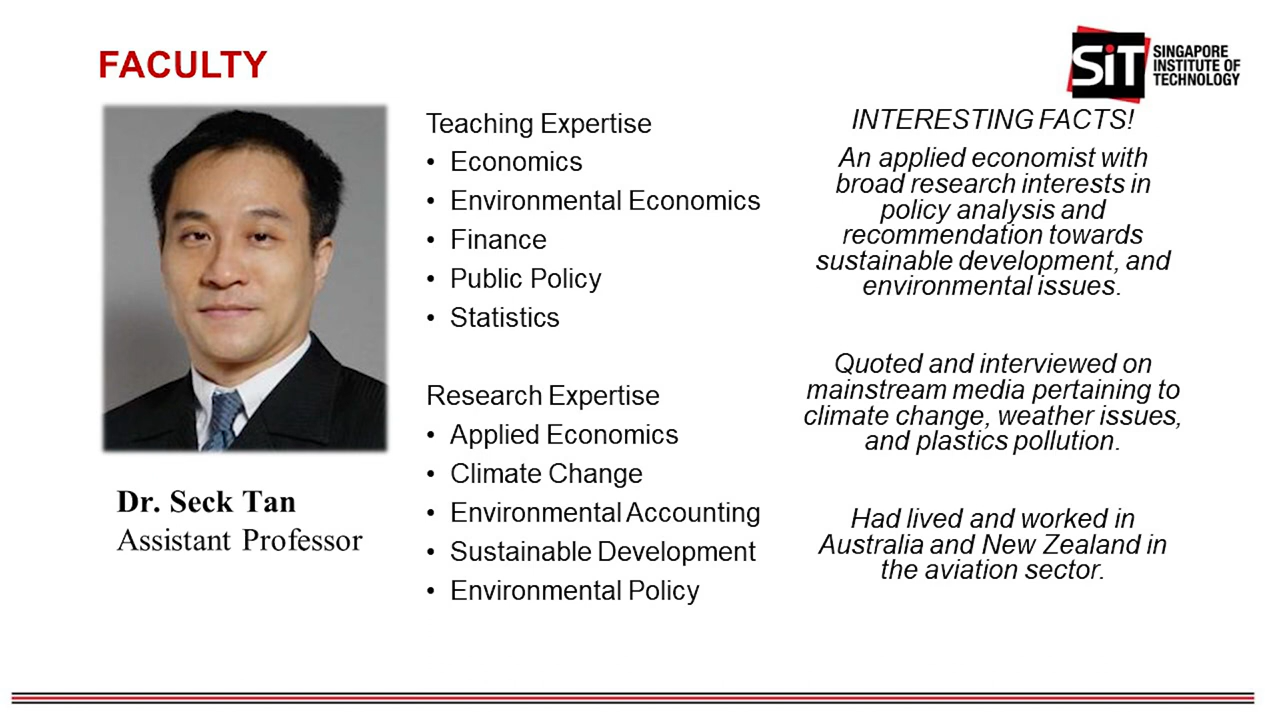 FACULTY
SiT
SINGAPORE
INSTITUTE OF
TECHNOLOGY
Dr. Seck Tan
Assistant Professor
Teaching Expertise
• Economics
• Environmental Economics
• Finance
• Public Policy
• Statistics
Research Expertise
• Applied Economics
• Climate Change
• Environmental Accounting
• Sustainable Development
• Environmental Policy
INTERESTING FACTS!
An applied economist with
broad research interests in
policy analysis and
recommendation towards
sustainable development, and
environmental issues.
Quoted and interviewed on
mainstream media pertaining to
climate change, weather issues,
and plastics pollution.
Had lived and worked in
Australia and New Zealand in
the aviation sector.